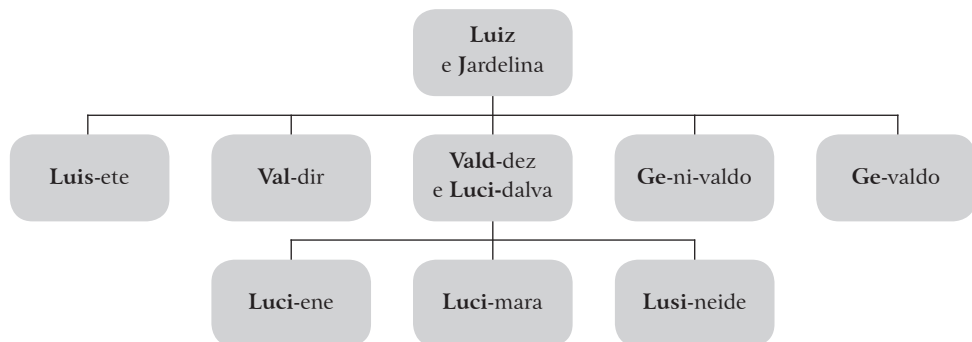 Luiz
e Jardelina
Luis-ete
Val-dir
Vald-dez
e Luci-dalva
Ge-ni-valdo
Ge-valdo
Luci-ene
Luci-mara
Lusi-neide